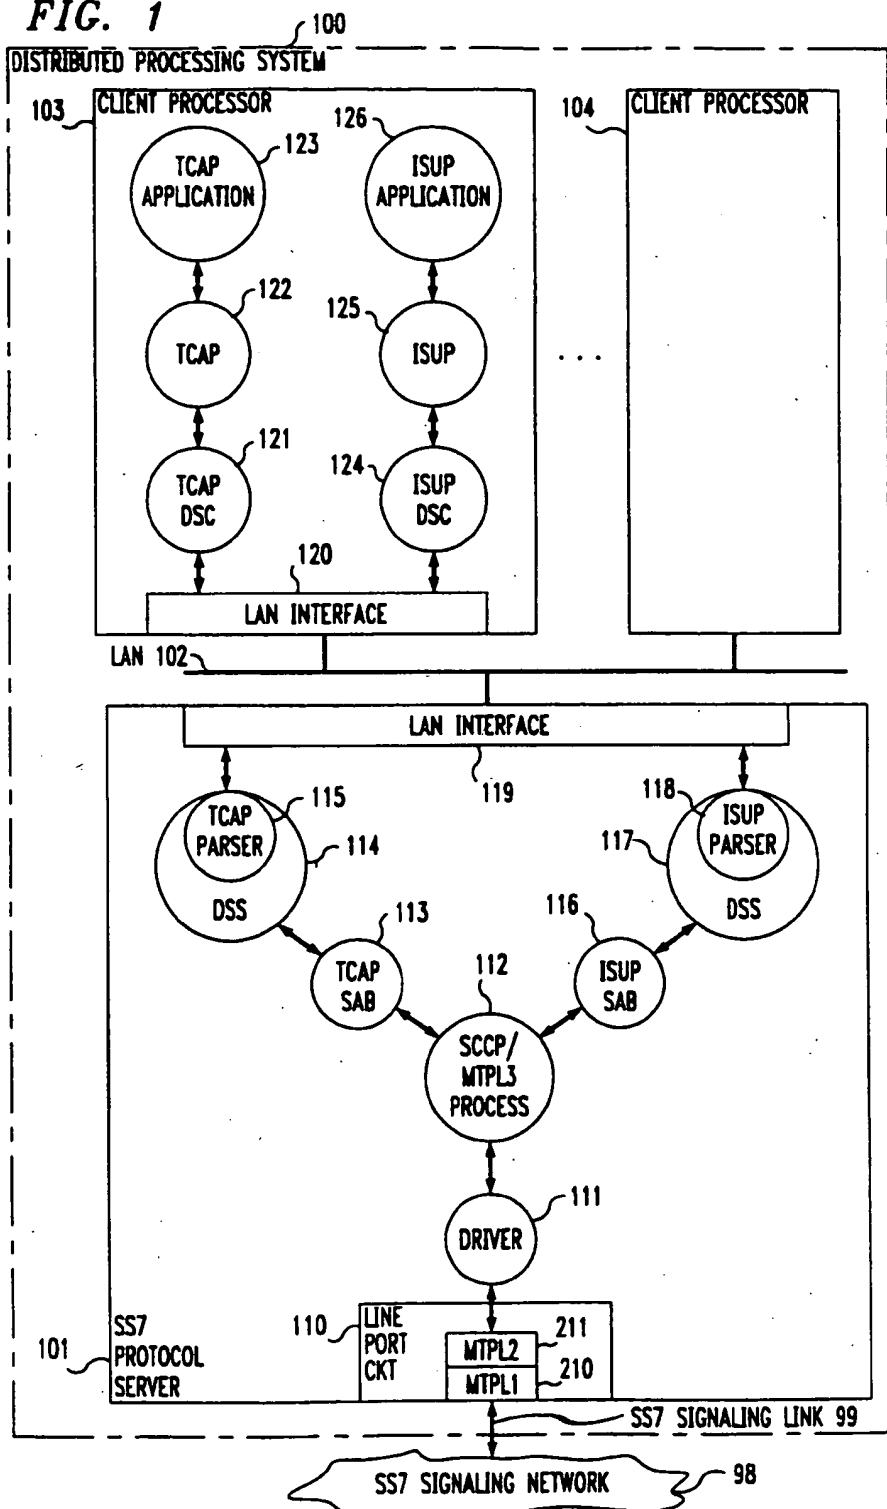 FIG. 1
100
DISTRIBUTED PROCESSING SYSTEM
103
CLIENT PROCESSOR
104
CLIENT PROCESSOR
123
TCAP
APPLICATION
126
ISUP
APPLICATION
122
TCAP
125
ISUP
. . .
121
TCAP
DSC
124
ISUP
DSC
120
LAN INTERFACE
LAN 102
LAN INTERFACE
119
115
TCAP
PARSER
114
DSS
118
ISUP
PARSER
117
DSS
113
TCAP
SAB
116
ISUP
SAB
112
SCCP/
MTPL3
PROCESS
111
DRIVER
110
LINE
PORT
CKT
211
MTPL2
210
MTPL1
101
SS7
PROTOCOL
SERVER
SS7 SIGNALING LINK 99
SS7 SIGNALING NETWORK
98